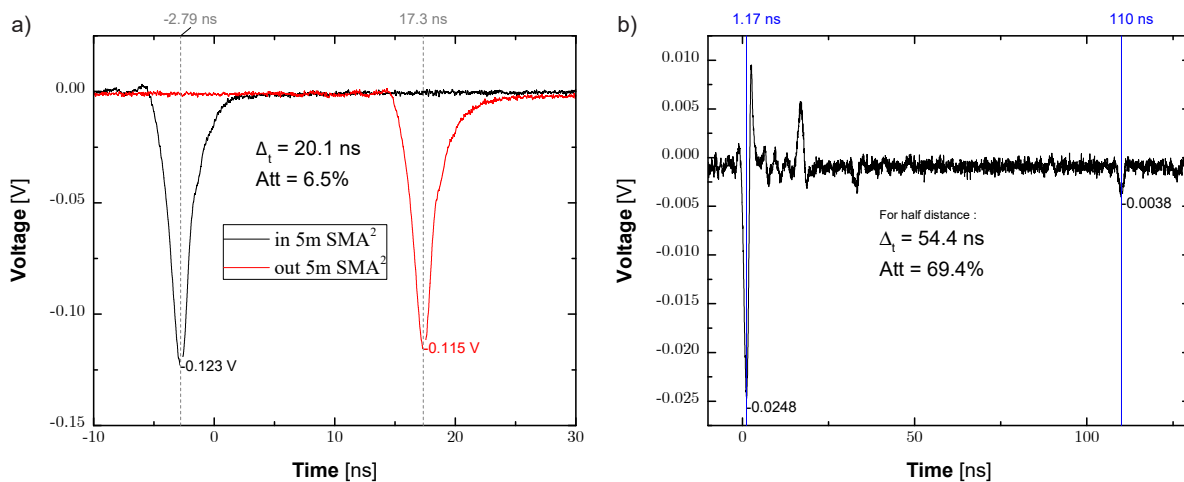 a)
-2.79 ns
17.3 ns
0.00
-0.05
-0.10
-0.15
Voltage [V]
Δt = 20.1 ns
Att = 6.5%
in 5m SMA²
out 5m SMA²
-0.123 V
-0.115 V
-10
0
10
20
30
Time [ns]
b)
1.17 ns
110 ns
0.010
0.005
0.000
-0.005
-0.010
-0.015
-0.020
-0.025
Voltage [V]
-0.0038
For half distance :
Δt = 54.4 ns
Att = 69.4%
-0.0248
0
50
100
Time [ns]